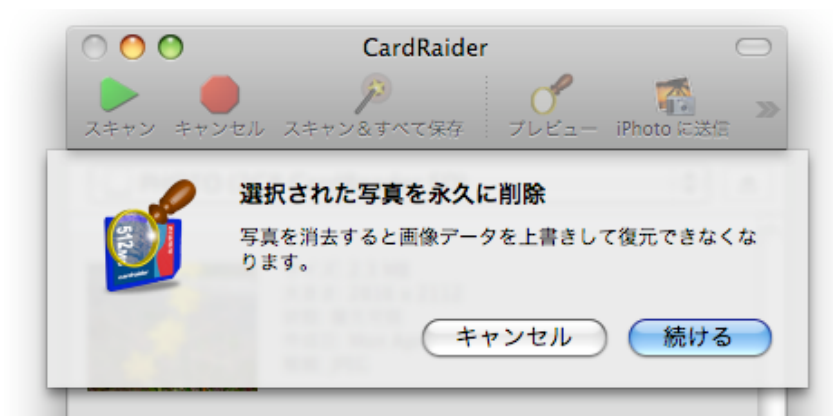 CardRaider
スキャン キャンセル スキャン&すべて保存 プレビュー iPhoto に送信
選択された写真を永久に削除
写真を消去すると画像データを上書きして復元できなくな
ります。
キャンセル 続ける